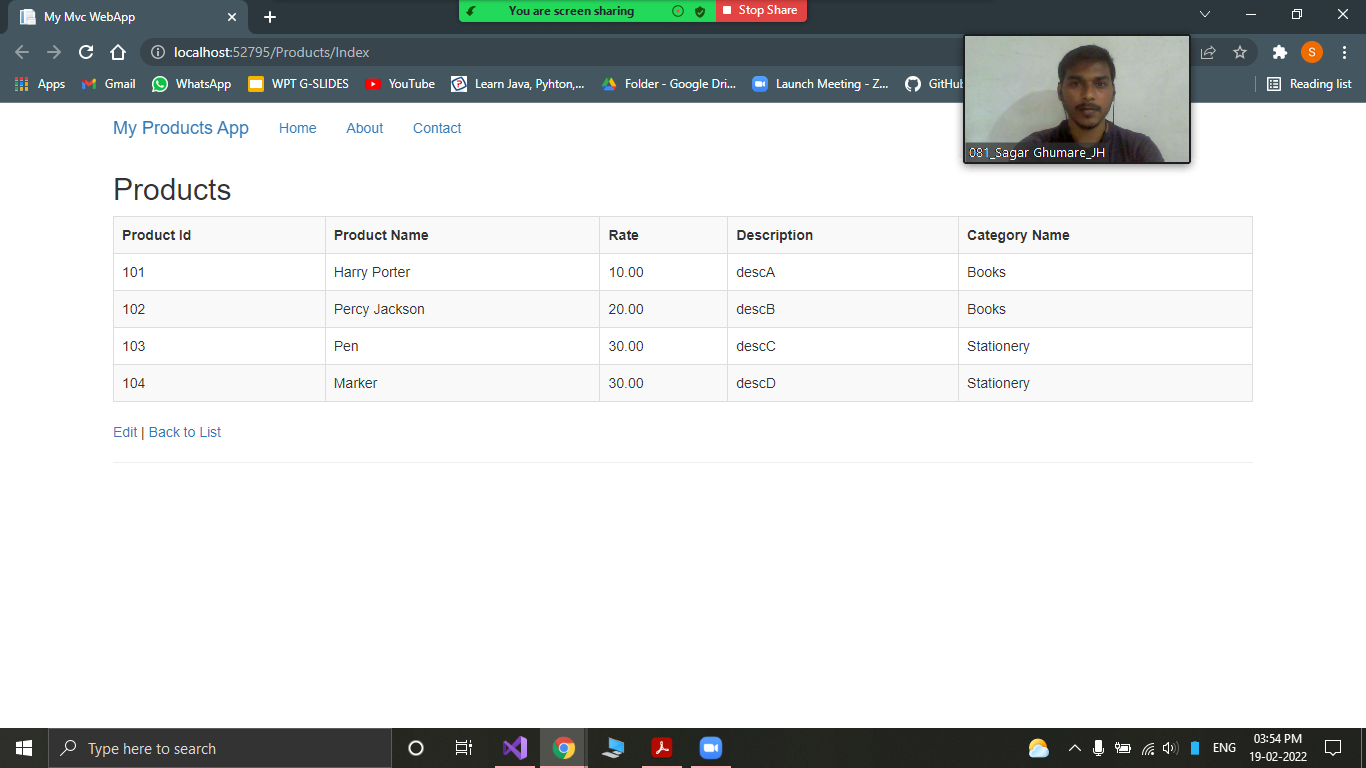 My Mvc WebApp
You are screen sharing
Stop Share
localhost:52795/Products/Index
S
Apps Gmail WhatsApp WPT G-SLIDES YouTube Learn Java, Pyhton,... Folder - Google Dri... Launch Meeting - Z... GitHu Reading list
081_Sagar Ghumare_JH
My Products App Home About Contact
Products
Product Id Product Name Rate Description Category Name
101 Harry Porter 10.00 descA Books
102 Percy Jackson 20.00 descB Books
103 Pen 30.00 descC Stationery
104 Marker 30.00 descD Stationery
Edit | Back to List
Type here to search
ENG
03:54 PM
19-02-2022